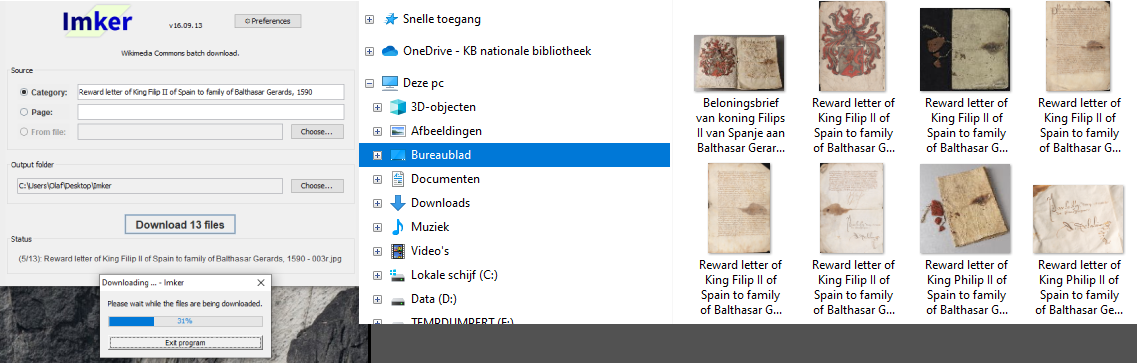 Imker
v 16.09.13
Preferences
Wikimedia Commons batch download.
Source
Category:
Reward letter of King Filip II of Spain to family of Balthasar Gerards, 1590
Page:
From file:
Choose...
Output folder
C:\Users\Olaf\Desktop\Imker
Choose...
Download 13 files
Status
(5/13): Reward letter of King Filip II of Spain to family of Balthasar Gerards, 1590 - 003r.jpg
Downloading ... - Imker
Please wait while the files are being downloaded.
31%
Exit program
Snelle toegang
OneDrive - KB nationale bibliotheek
Deze pc
3D-objecten
Afbeeldingen
Bureaublad
Documenten
Downloads
Muziek
Video's
Lokale schijf (C:)
Data (D:)
TEMPDUMPERT (E:)
Beloningsbrief
van koning Filips
II van Spanje aan
Balthasar Gerar...
Reward letter of
King Filip II of
Spain to family
of Balthasar G...
Reward letter of
King Filip II of
Spain to family
of Balthasar G...
Reward letter of
King Filip II of
Spain to family
of Balthasar G...
Reward letter of
King Filip II of
Spain to family
of Balthasar G...
Reward letter of
King Filip II of
Spain to family
of Balthasar G...
Reward letter of
King Philip II of
Spain to family
of Balthasar G...
Reward letter of
King Philip II of
Spain to family
of Balthasar Ge...